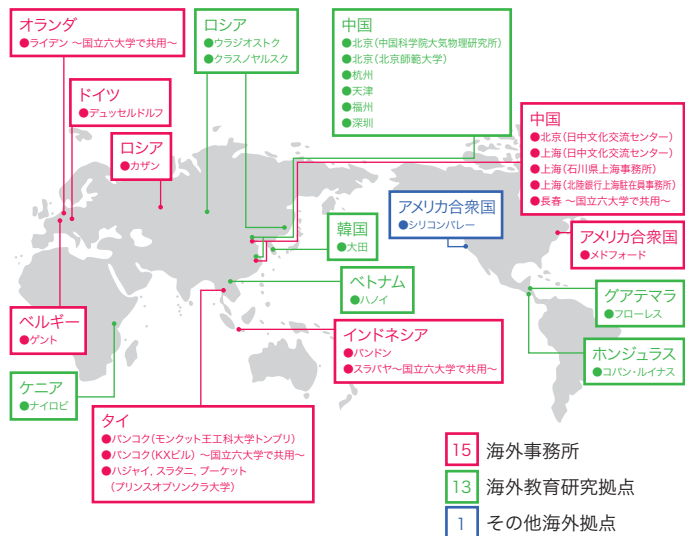 オランダ
●ライデン ～国立六大学で共用～
ドイツ
●デュッセルドルフ
ロシア
●カザン
ロシア
●ウラジオストク
●クラスノヤルスク
中国
●北京(中国科学院大気物理研究所)
●北京(北京師範大学)
●杭州
●天津
●福州
●深圳
中国
●北京(日中文化交流センター)
●上海(日中文化交流センター)
●上海(石川県上海事務所)
●上海(北陸銀行上海駐在員事務所)
●長春 ～国立六大学で共用～
アメリカ合衆国
●シリコンバレー
アメリカ合衆国
●メドフォード
韓国
●大田
ベトナム
●ハノイ
グアテマラ
●フローレス
ベルギー
●ゲント
インドネシア
●バンドン
●スラバヤ～国立六大学で共用～
ホンジュラス
●コパン・ルイナス
ケニア
●ナイロビ
タイ
●バンコク(モンクット王工科大学トンブリ)
●バンコク(KXビル) ～国立六大学で共用～
●ハジャイ, スラタニ, プーケット
(プリンスオブソンクラ大学)
15 海外事務所
13 海外教育研究拠点
1 その他海外拠点